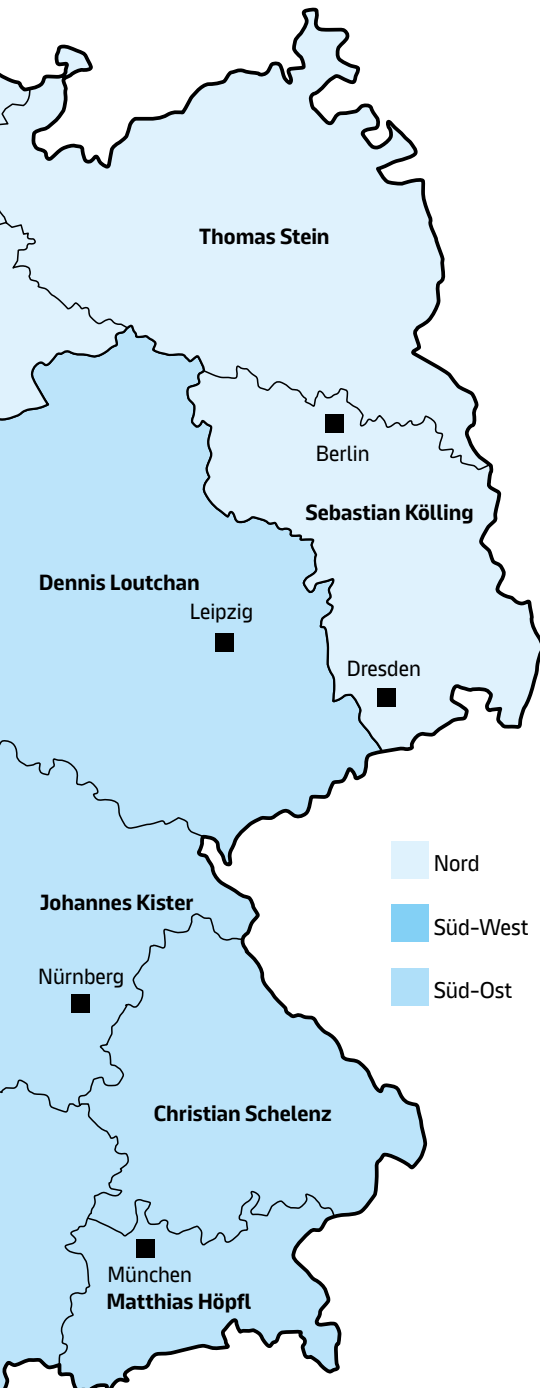 Thomas Stein
Berlin
Sebastian Kölling
Dennis Loutchan
Leipzig
Dresden
Nord
Johannes Kister
Süd-West
Nürnberg
Süd-Ost
Christian Schelenz
München
Matthias Höpfl